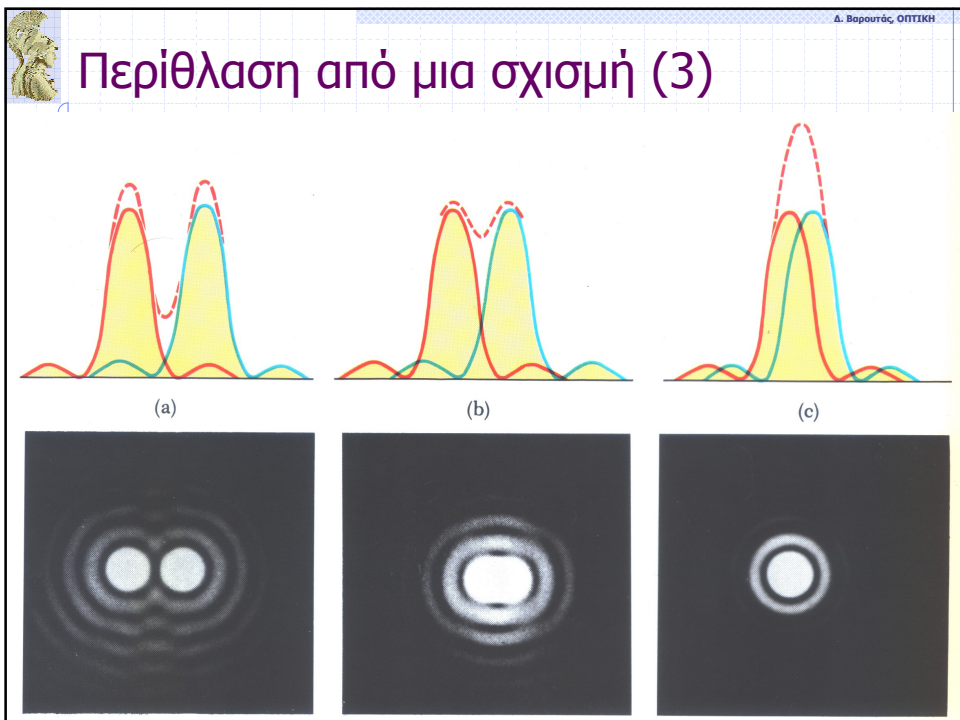 Δ. Βαρουτάς, ΟΠΤΙΚΗ
Περίθλαση από μια σχισμή (3)
(a)
(b)
(c)